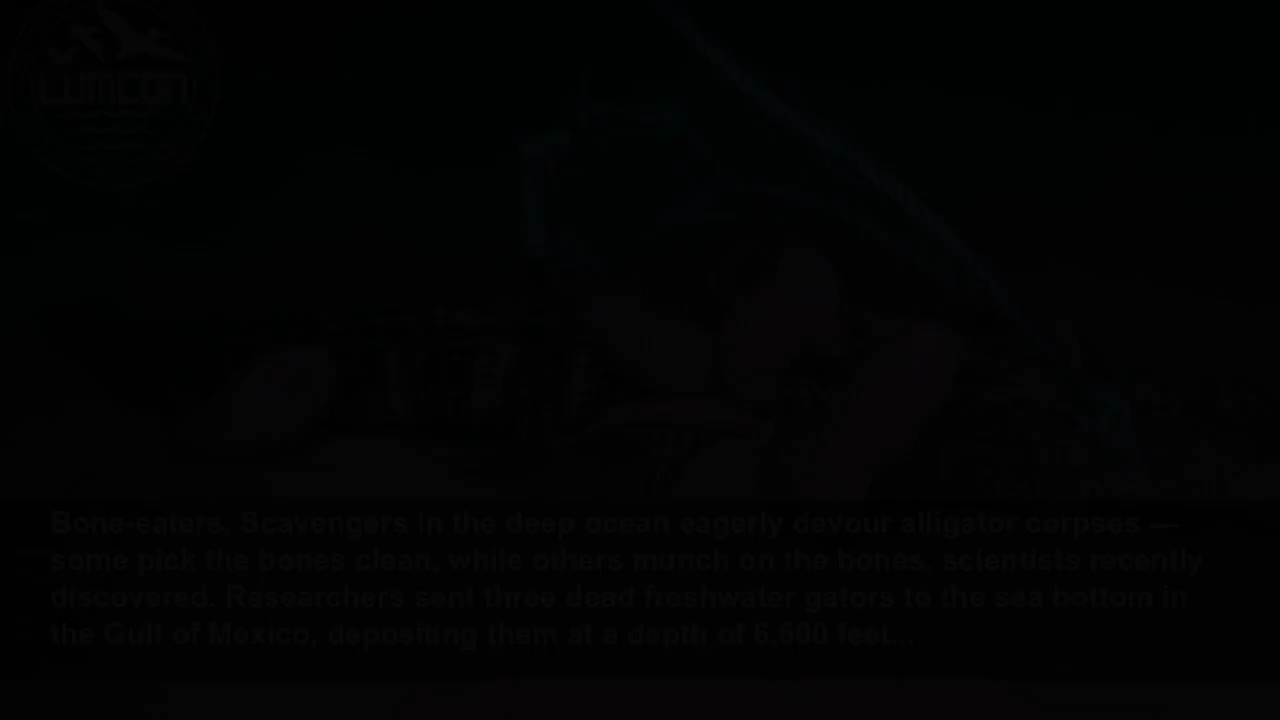 LUMCON
Bone-eaters, Scavengers in the deep ocean eagerly devour alligator corpses —
some pick the bones clean, while others munch on the bones, scientists recently
discovered. Researchers sent three dead freshwater gators to the sea bottom in
the Gulf of Mexico, depositing them at a depth of 6,600 feet...